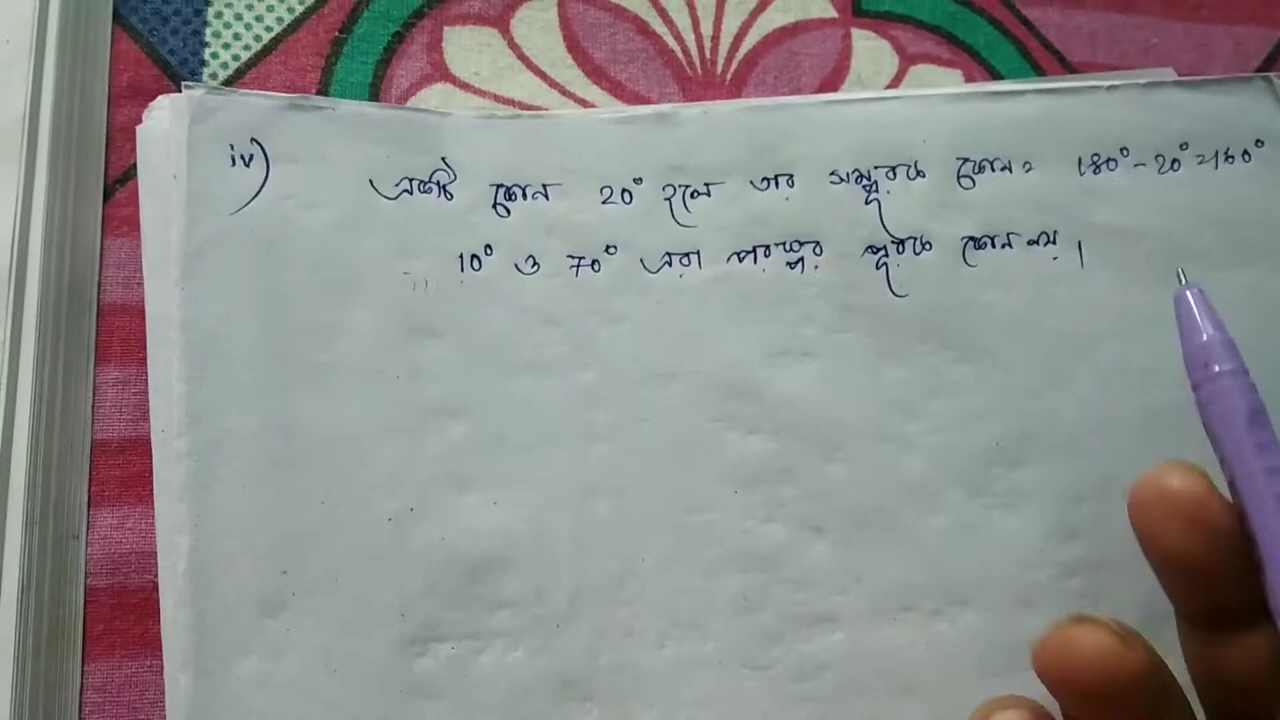 iv) একটি কোন 20° হলে তার সম্পূরক কোন = 180° - 20° = 160°
10° ও 70° এরা পরস্পর পূরক কোন নয়।